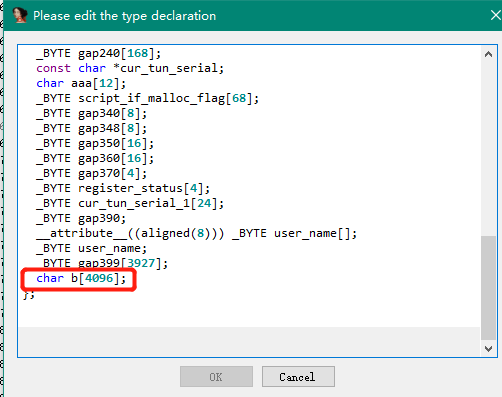 Please edit the type declaration
_BYTE gap240[168];
const char *cur_tun_serial;
char aaa[12];
_BYTE script_if_malloc_flag[68];
_BYTE gap340[8];
_BYTE gap348[8];
_BYTE gap350[16];
_BYTE gap360[16];
_BYTE gap370[4];
_BYTE register_status[4];
_BYTE cur_tun_serial_1[24];
_BYTE gap390;
__attribute__((aligned(8))) _BYTE user_name[];
_BYTE user_name;
_BYTE gap399[3927];
char b[4096];
};
OK Cancel